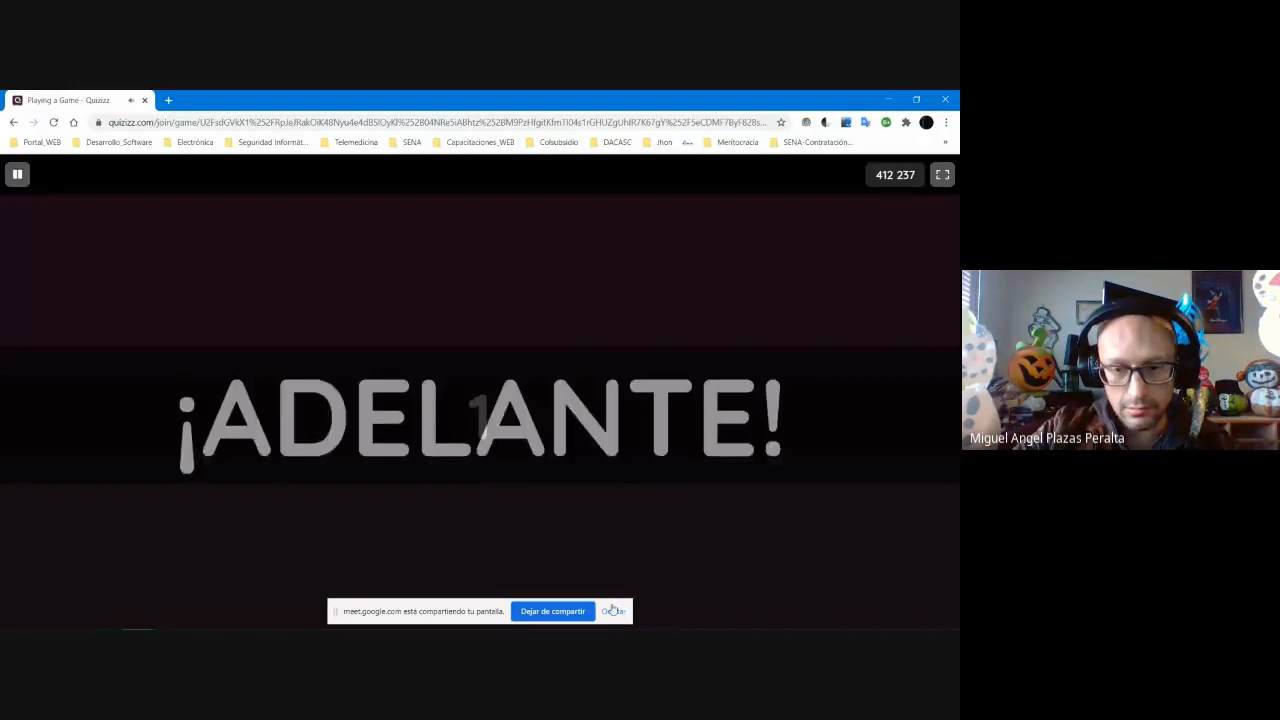 Playing a Game - Quizizz
Portal_WEB
Desarrollo_Software
Electrónica
Seguridad Informát...
Telemedicina
SENA
Capacitaciones_WEB
Colsubsidio
DACASC
Jhon
Meritocracia
SENA-Contratación...
412 237
¡ADELANTE!
1
meet.google.com está compartiendo tu pantalla.
Dejar de compartir
Miguel Angel Plazas Peralta